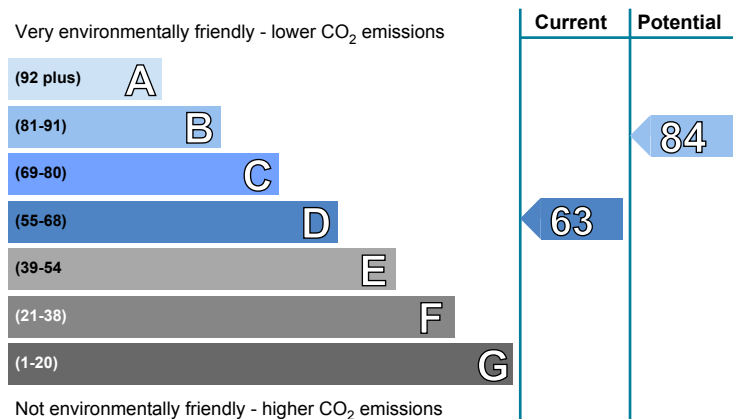 Very environmentally friendly - lower CO₂ emissions
Current
Potential
(92 plus) A
(81-91) B
84
(69-80) C
(55-68) D
63
(39-54 E
(21-38) F
(1-20) G
Not environmentally friendly - higher CO₂ emissions